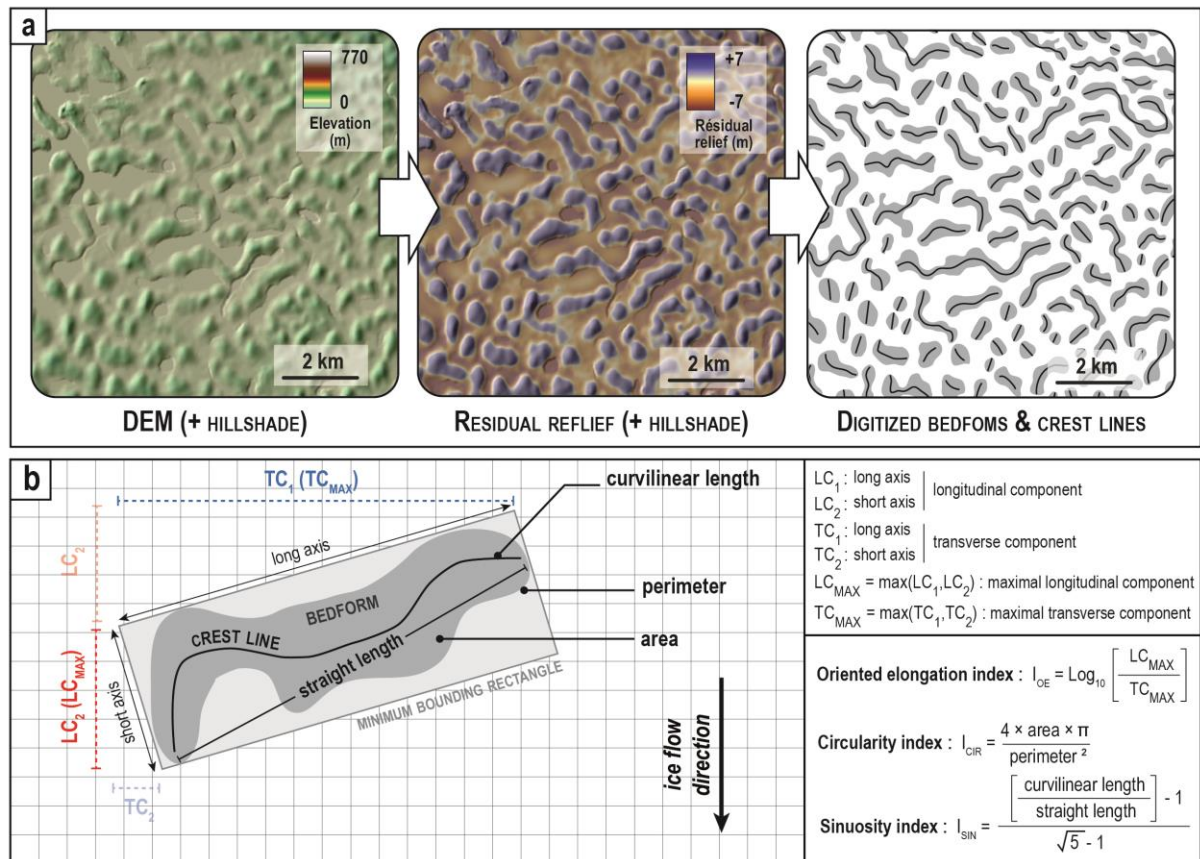 a
770
0
Elevation
(m)
2 km
+7
-7
Résidual
relief (m)
2 km
2 km
DEM (+ HILLSHADE)
RESIDUAL REFLIEF (+ HILLSHADE)
DIGITIZED BEDFOMS & CREST LINES
b
TC1 (TCMAX)
curvilinear length
LC2
long axis
perimeter
BEDFORM
CREST LINE
area
straight length
LC2 (LCMAX)
short axis
MINIMUM BOUNDING RECTANGLE
TC2
ice flow
direction
LC1 : long axis
LC2 : short axis
longitudinal component
TC1 : long axis
TC2 : short axis
transverse component
LCMAX = max(LC1,LC2) : maximal longitudinal component
TCMAX = max(TC1,TC2) : maximal transverse component
Oriented elongation index : IOE = Log10 [ LCMAX / TCMAX ]
Circularity index : ICIR = 4 × area × π / perimeter ²
Sinuosity index : ISIN = [ curvilinear length / straight length ] - 1 / √5 - 1